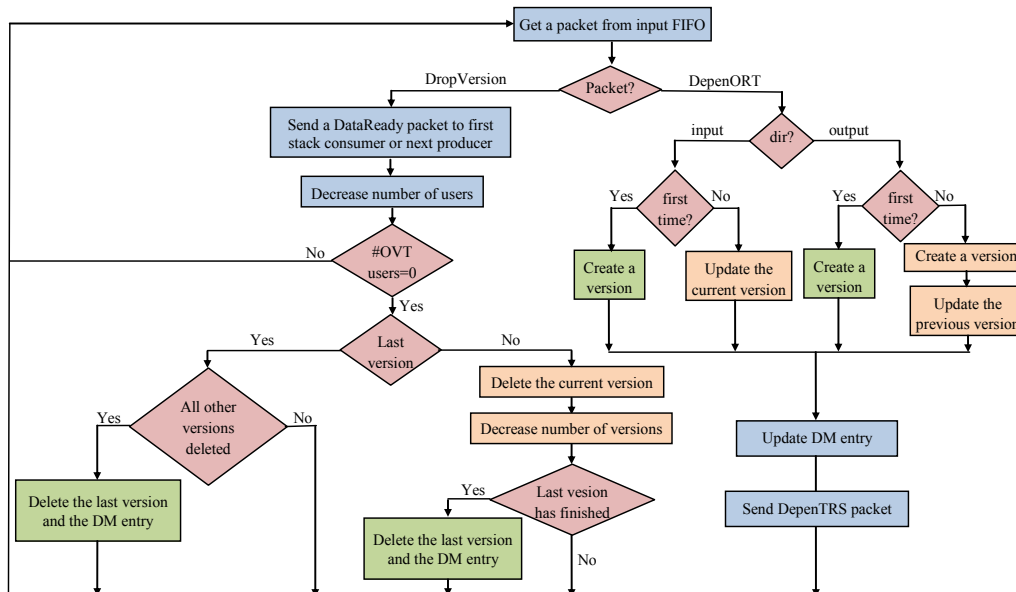 Get a packet from input FIFO
DropVersion
Packet?
DepenORT
Send a DataReady packet to first
stack consumer or next producer
dir?
input
output
Decrease number of users
Yes
first
time?
No
Yes
first
time?
No
#OVT
users=0
No
Yes
Create a
version
Update the
current version
Create a
version
Create a version
Update the
previous version
Yes
Last
version
No
Delete the current version
Decrease number of versions
Yes
All other
versions
deleted
No
Update DM entry
Delete the last version
and the DM entry
Yes
Last vesion
has finished
No
Delete the last version
and the DM entry
Send DepenTRS packet